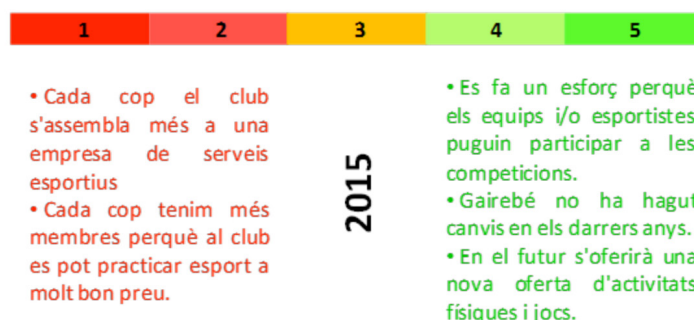 1 2 3 4 5
• Cada cop el club
s'assembla més a una
empresa de serveis
esportius
• Cada cop tenim més
membres perquè al club
es pot practicar esport a
molt bon preu.
2015
• Es fa un esforç perquè
els equips i/o esportistes
puguin participar a les
competicions.
• Gairebé no ha hagut
canvis en els darrers anys.
• En el futur s'oferirà una
nova oferta d'activitats
físiques i jocs.